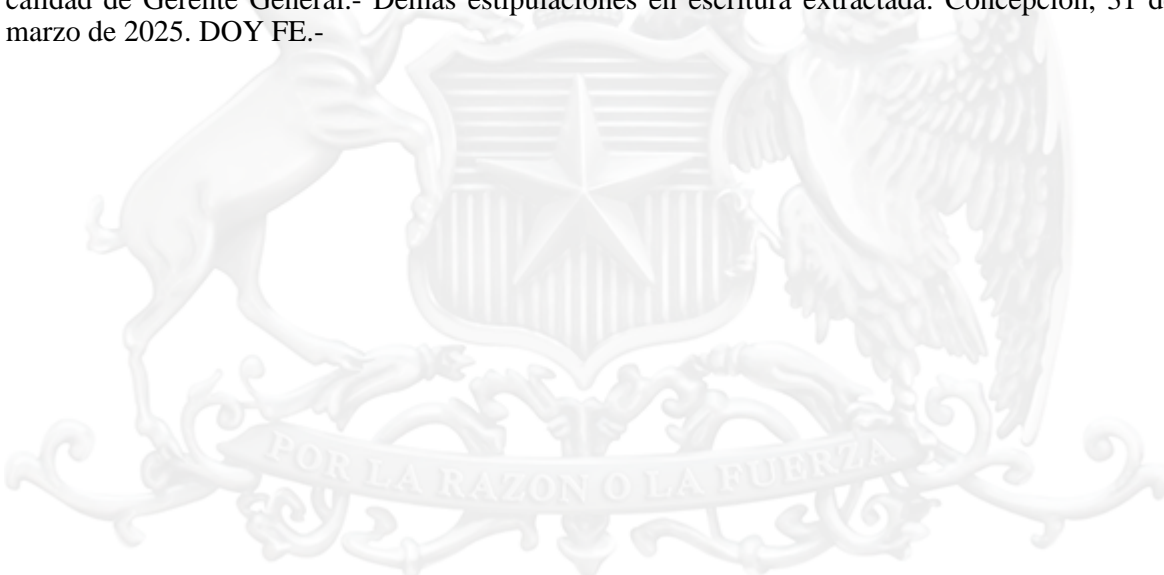 calidad de Gerente General.- Demás estipulaciones en escritura extractada. Concepción, 31 d
marzo de 2025. DOY FE.-
POR LA RAZON O LA FUERZA